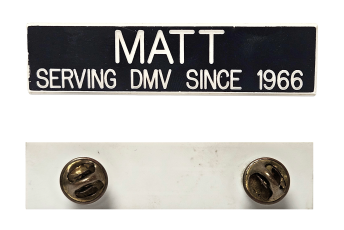 MATT
SERVING DMV SINCE 1966